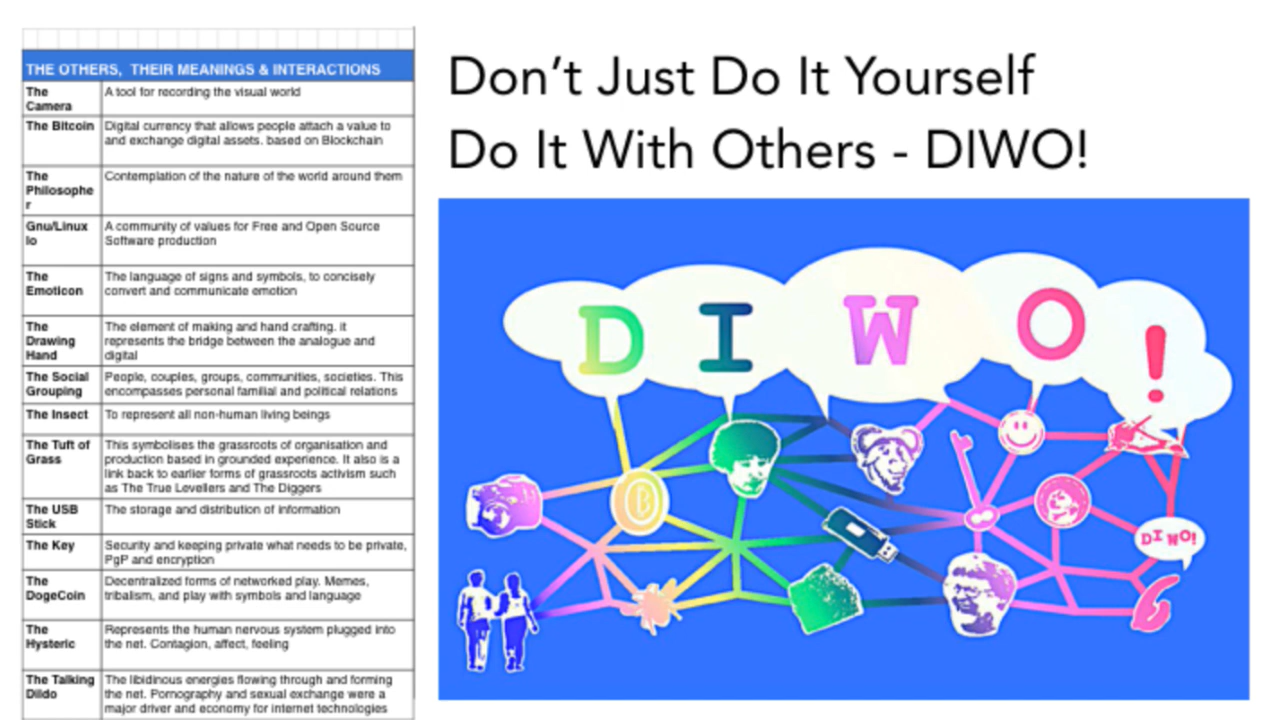 THE OTHERS, THEIR MEANINGS & INTERACTIONS
The
Camera
A tool for recording the visual world
The Bitcoin
Digital currency that allows people attach a value to
and exchange digital assets. based on Blockchain
The
Philosophe
r
Contemplation of the nature of the world around them
Gnu/Linux
Io
A community of values for Free and Open Source
Software production
The
Emoticon
The language of signs and symbols, to concisely
convert and communicate emotion
The
Drawing
Hand
The element of making and hand crafting. it
represents the bridge between the analogue and
digital
The Social
Grouping
People, couples, groups, communities, societies. This
encompasses personal familial and political relations
The Insect
To represent all non-human living beings
The Tuft of
Grass
This symbolises the grassroots of organisation and
production based in grounded experience. It also is a
link back to earlier forms of grassroots activism such
as The True Levellers and The Diggers
The USB
Stick
The storage and distribution of information
The Key
Security and keeping private what needs to be private,
PgP and encryption
The
DogeCoin
Decentralized forms of networked play. Memes,
tribalism, and play with symbols and language
The
Hysteric
Represents the human nervous system plugged into
the net. Contagion, affect, feeling
The Talking
Dildo
The libidinous energies flowing through and forming
the net. Pornography and sexual exchange were a
major driver and economy for internet technologies
Don't Just Do It Yourself
Do It With Others - DIWO!
DIWO!
DIWO!